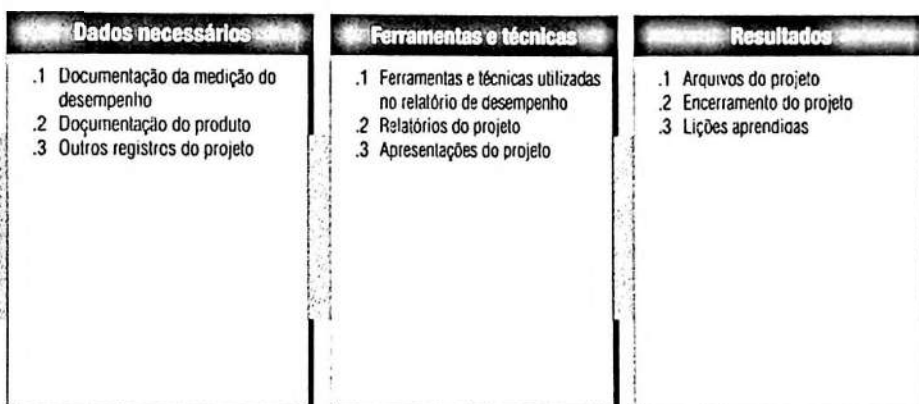 Dados necessários
.1 Documentação da medição do
desempenho
.2 Documentação do produto
.3 Outros registros do projeto
Ferramentas e técnicas
.1 Ferramentas e técnicas utilizadas
no relatório de desempenho
.2 Relatórios do projeto
.3 Apresentações do projeto
Resultados
.1 Arquivos do projeto
.2 Encerramento do projeto
.3 Lições aprendidas